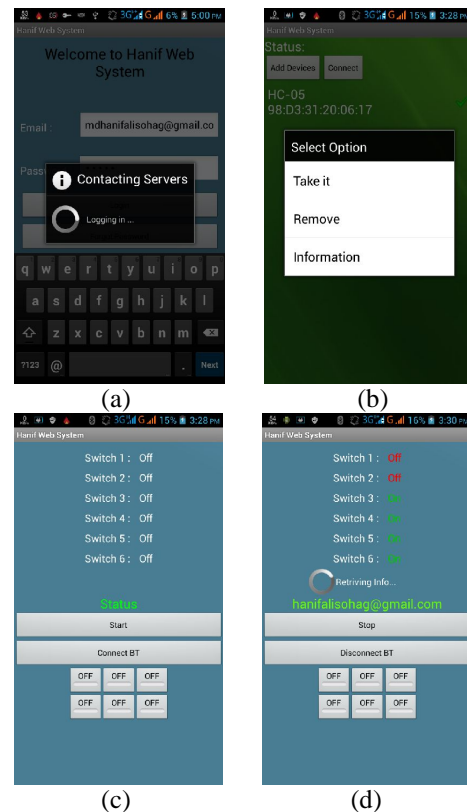 3G G 6% 5:00 PM
Hanif Web System
Welcome to Hanif Web
System
Email :
mdhanifalisohag@gmail.co
Contacting Servers
Logging in ...
q w e r t y u i o p
a s d f g h j k l
z x c v b n m
?123 @ . Next
(a)
3G G 15% 3:28 PM
Hanif Web System
Status:
Add Devices Connect
HC-05
98:D3:31:20:06:17
Select Option
Take it
Remove
Information
(b)
3G G 15% 3:28 PM
Hanif Web System
Switch 1 : Off
Switch 2 : Off
Switch 3 : Off
Switch 4 : Off
Switch 5 : Off
Switch 6 : Off
Status
Start
Connect BT
OFF OFF OFF
OFF OFF OFF
(c)
3G G 16% 3:30 PM
Hanif Web System
Switch 1 : Off
Switch 2 : Off
Switch 3 :
Switch 4 :
Switch 5 :
Switch 6 :
Retriving Info...
hanifalisohag@gmail.com
Stop
Disconnect BT
OFF OFF OFF
OFF OFF OFF
(d)